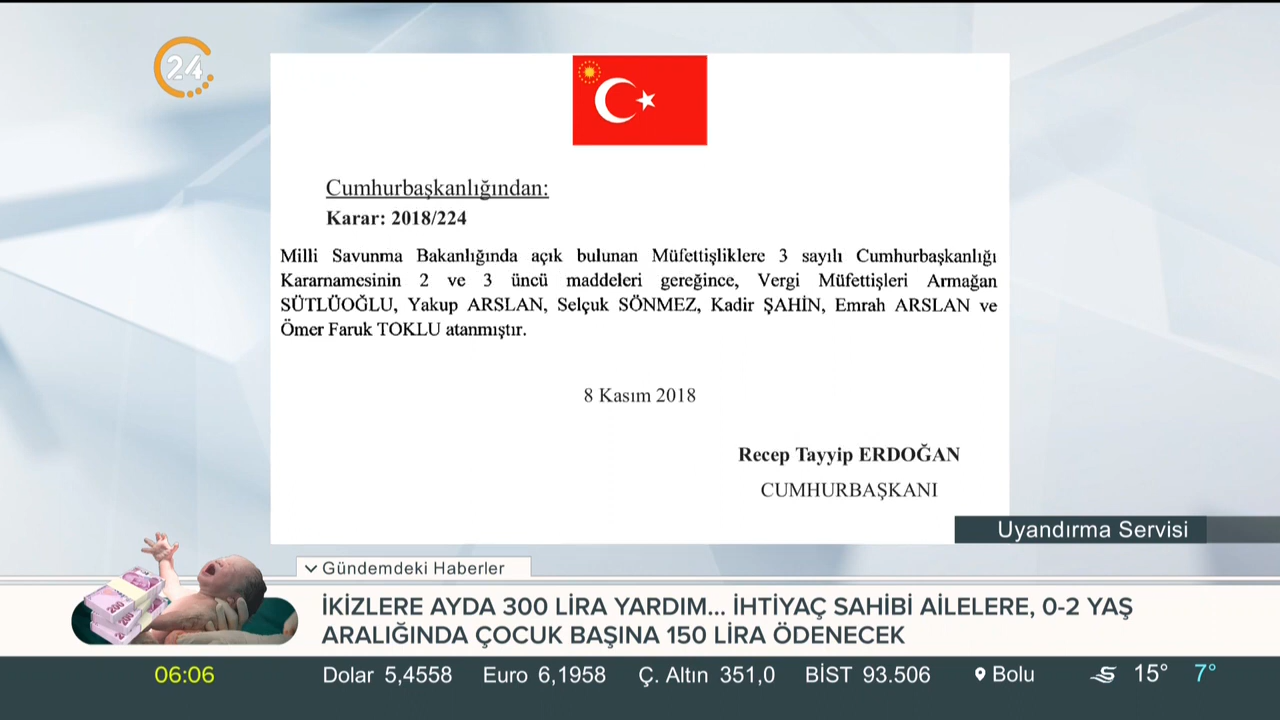 24
Cumhurbaşkanlığından:
Karar: 2018/224
Milli Savunma Bakanlığında açık bulunan Müfettişliklere 3 sayılı Cumhurbaşkanlığı
Kararnamesinin 2 ve 3 üncü maddeleri gereğince, Vergi Müfettişleri Armağan
SÜTLÜOĞLU, Yakup ARSLAN, Selçuk SÖNMEZ, Kadir ŞAHİN, Emrah ARSLAN ve
Ömer Faruk TOKLU atanmıştır.
8 Kasım 2018
Recep Tayyip ERDOĞAN
CUMHURBAŞKANI
Uyandırma Servisi
Gündemdeki Haberler
İKİZLERE AYDA 300 LİRA YARDIM... İHTİYAÇ SAHİBİ AİLELERE, 0-2 YAŞ
ARALIĞINDA ÇOCUK BAŞINA 150 LİRA ÖDENECEK
200
06:06 Dolar 5,4558 Euro 6,1958 Ç. Altın 351,0 BİST 93.506 Bolu 15° 7°